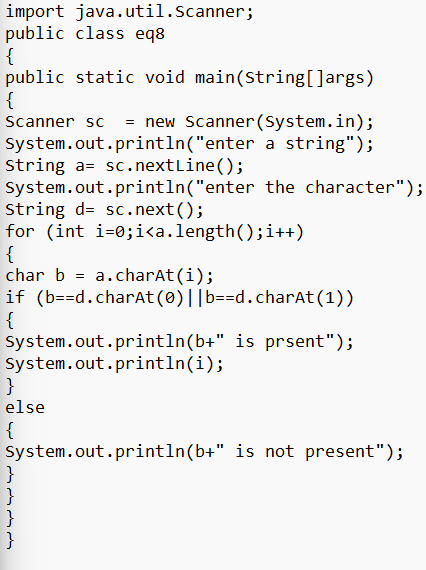 import java.util.Scanner;
public class eq8
{
public static void main(String[]args)
{
Scanner sc  = new Scanner(System.in);
System.out.println("enter a string");
String a= sc.nextLine();
System.out.println("enter the character");
String d= sc.next();
for (int i=0;i<a.length();i++)
{
char b = a.charAt(i);
if (b==d.charAt(0)||b==d.charAt(1))
{
System.out.println(b+" is prsent");
System.out.println(i);
}
else
{
System.out.println(b+" is not present");
}
}
}
}